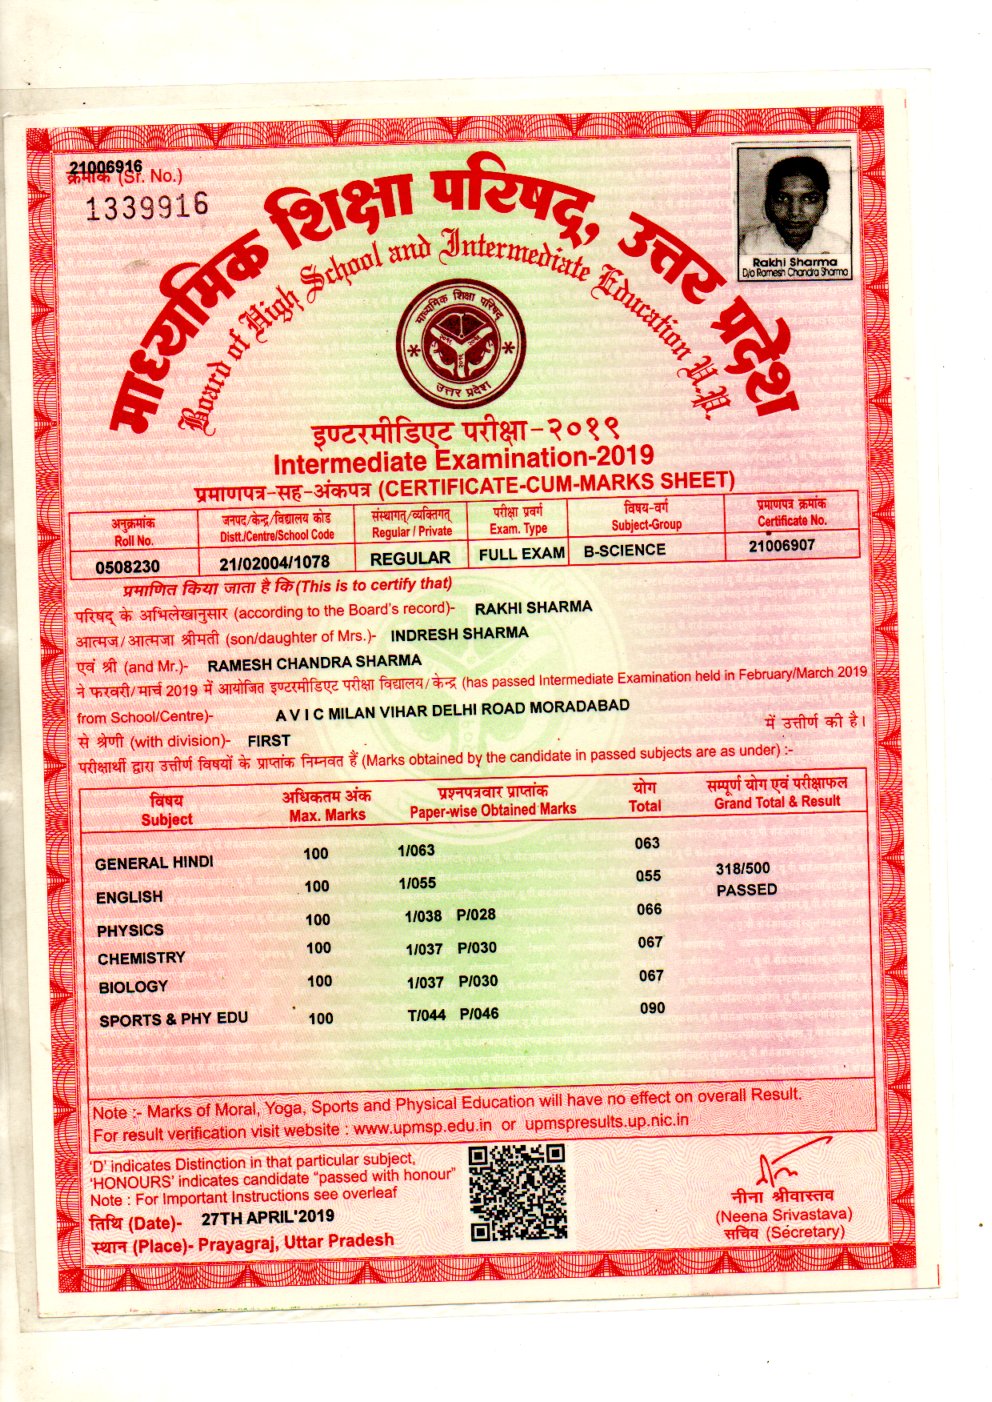 21006916
क्रमांक (Sr. No.)
1339916
माध्यमिक शिक्षा परिषद्, उत्तर प्रदेश
Board of High School and Intermediate Education U.P.
Rakhi Sharma
D/o Ramesh Chandra Sharma
माध्यमिक शिक्षा परिषद्
उत्तर प्रदेश
इण्टरमीडिएट परीक्षा-२०१९
Intermediate Examination-2019
प्रमाणपत्र-सह-अंकपत्र (CERTIFICATE-CUM-MARKS SHEET)
अनुक्रमांक जनपद/केन्द्र/विद्यालय कोड संस्थागत्/व्यक्तिगत् परीक्षा प्रवर्ग विषय-वर्ग प्रमाणपत्र क्रमांक
Roll No. Distt./Centre/School Code Regular / Private Exam. Type Subject-Group Certificate No.
0508230 21/02004/1078 REGULAR FULL EXAM B-SCIENCE 21006907
प्रमाणित किया जाता है कि (This is to certify that)
परिषद् के अभिलेखानुसार (according to the Board's record)- RAKHI SHARMA
आत्मज/आत्मजा श्रीमती (son/daughter of Mrs.)- INDRESH SHARMA
एवं श्री (and Mr.)- RAMESH CHANDRA SHARMA
ने फरवरी/मार्च 2019 में आयोजित इण्टरमीडिएट परीक्षा विद्यालय/केन्द्र (has passed Intermediate Examination held in February/March 2019
from School/Centre)- A V I C MILAN VIHAR DELHI ROAD MORADABAD
से श्रेणी (with division)- FIRST में उत्तीर्ण की है।
परीक्षार्थी द्वारा उत्तीर्ण विषयों के प्राप्तांक निम्नवत हैं (Marks obtained by the candidate in passed subjects are as under) :-
विषय अधिकतम अंक प्रश्नपत्रवार प्राप्तांक योग सम्पूर्ण योग एवं परीक्षाफल
Subject Max. Marks Paper-wise Obtained Marks Total Grand Total & Result
GENERAL HINDI 100 1/063 063
318/500
ENGLISH 100 1/055 055
PASSED
PHYSICS 100 1/038 P/028 066
CHEMISTRY 100 1/037 P/030 067
BIOLOGY 100 1/037 P/030 067
SPORTS & PHY EDU 100 T/044 P/046 090
Note :- Marks of Moral, Yoga, Sports and Physical Education will have no effect on overall Result.
For result verification visit website : www.upmsp.edu.in or upmspresults.up.nic.in
'D' indicates Distinction in that particular subject,
'HONOURS' indicates candidate "passed with honour"
Note : For Important Instructions see overleaf
तिथि (Date)- 27TH APRIL'2019
स्थान (Place)- Prayagraj, Uttar Pradesh
नीना श्रीवास्तव
(Neena Srivastava)
सचिव (Secretary)